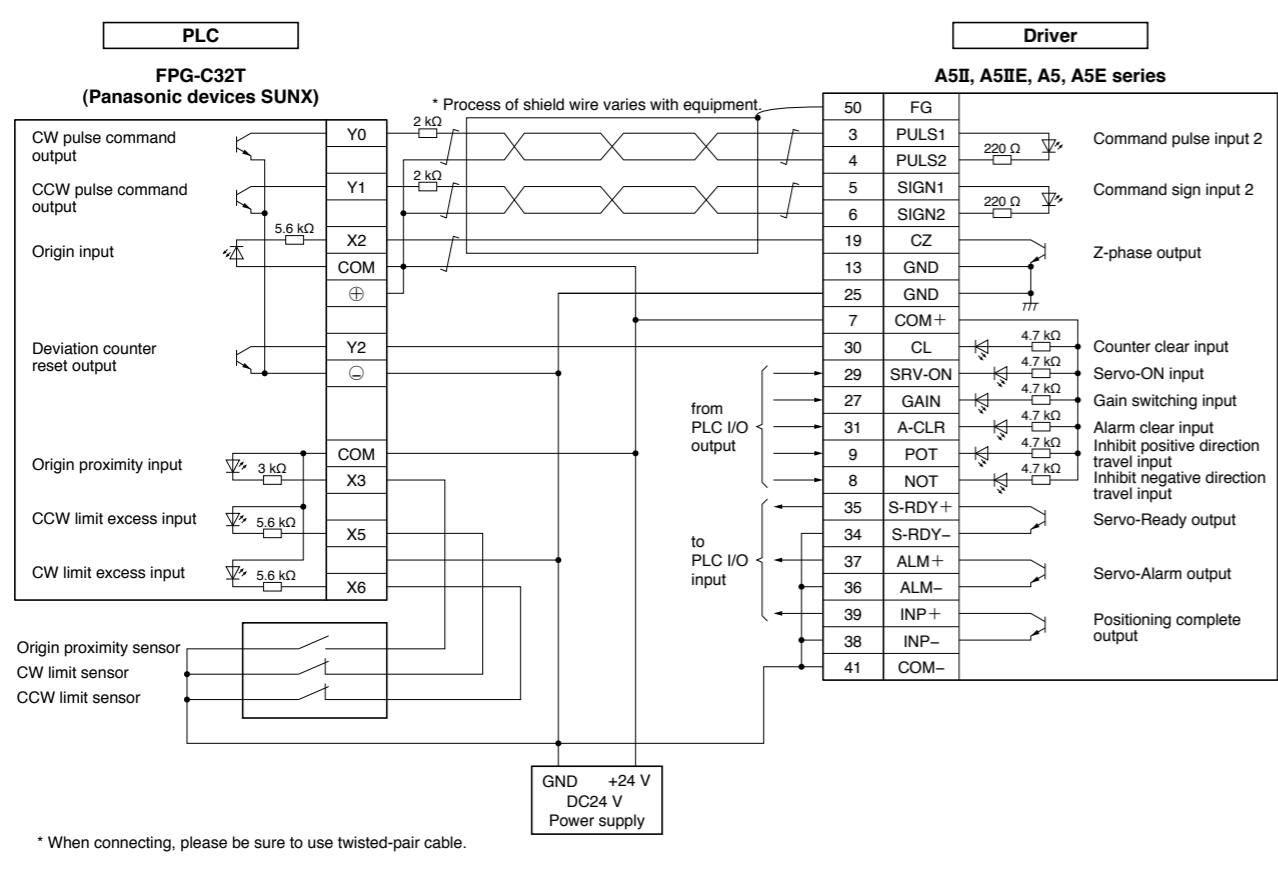 PLC
Driver
FPG-C32T
(Panasonic devices SUNX)
A5Ⅱ, A5ⅡE, A5, A5E series
* Process of shield wire varies with equipment.
CW pulse command
output
CCW pulse command
output
Origin input
Deviation counter
reset output
Origin proximity input
CCW limit excess input
CW limit excess input
5.6 kΩ
3 kΩ
5.6 kΩ
5.6 kΩ
Y0
Y1
X2
COM
⊕
Y2
⊖
COM
X3
X5
X6
2 kΩ
2 kΩ
from
PLC I/O
output
to
PLC I/O
input
50 FG
3 PULS1
4 PULS2
5 SIGN1
6 SIGN2
19 CZ
13 GND
25 GND
7 COM+
30 CL
29 SRV-ON
27 GAIN
31 A-CLR
9 POT
8 NOT
35 S-RDY+
34 S-RDY−
37 ALM+
36 ALM−
39 INP+
38 INP−
41 COM−
220 Ω
220 Ω
4.7 kΩ
4.7 kΩ
4.7 kΩ
4.7 kΩ
4.7 kΩ
4.7 kΩ
Command pulse input 2
Command sign input 2
Z-phase output
Counter clear input
Servo-ON input
Gain switching input
Alarm clear input
Inhibit positive direction
travel input
Inhibit negative direction
travel input
Servo-Ready output
Servo-Alarm output
Positioning complete
output
Origin proximity sensor
CW limit sensor
CCW limit sensor
GND +24 V
DC24 V
Power supply
* When connecting, please be sure to use twisted-pair cable.